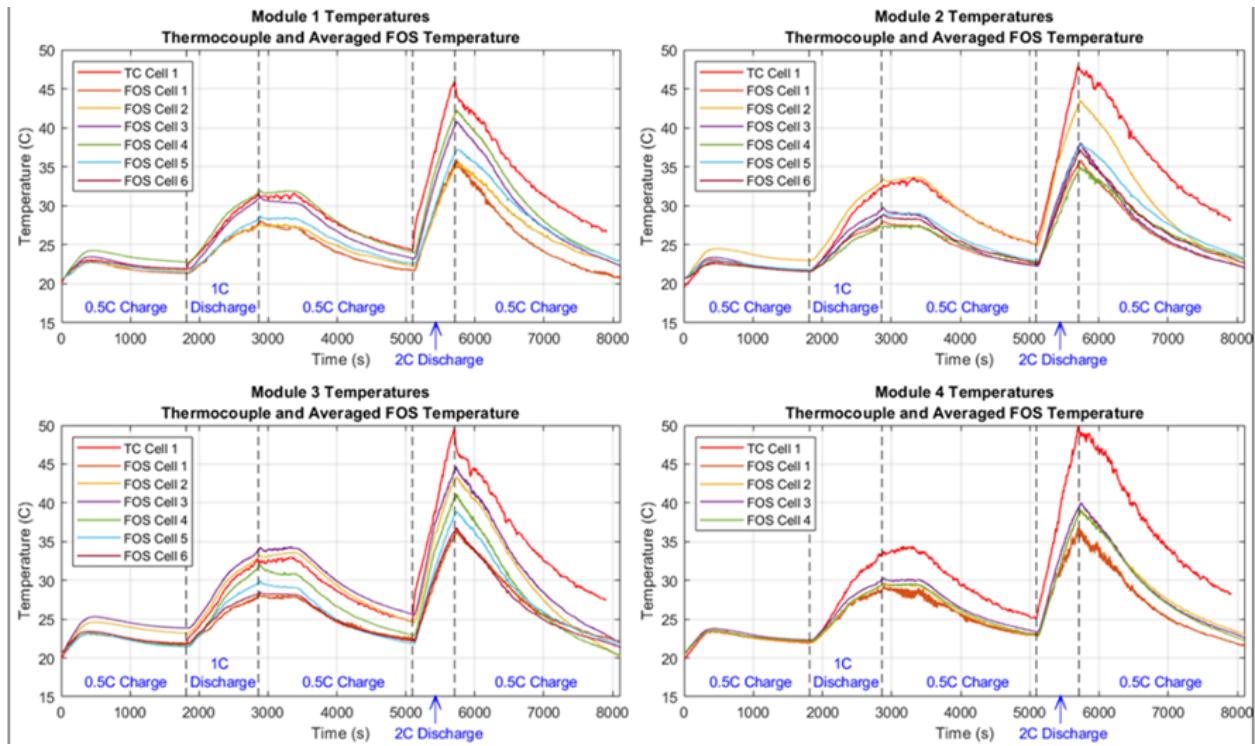 Module 1 Temperatures
Thermocouple and Averaged FOS Temperature
50
45
40
35
30
25
20
15
Temperature (C)
TC Cell 1
FOS Cell 1
FOS Cell 2
FOS Cell 3
FOS Cell 4
FOS Cell 5
FOS Cell 6
0.5C Charge
1C
Discharge
0.5C Charge
0.5C Charge
0 1000 2000 3000 4000 5000 6000 7000 8000
Time (s)
2C Discharge
Module 2 Temperatures
Thermocouple and Averaged FOS Temperature
50
45
40
35
30
25
20
15
Temperature (C)
TC Cell 1
FOS Cell 1
FOS Cell 2
FOS Cell 3
FOS Cell 4
FOS Cell 5
FOS Cell 6
0.5C Charge
1C
Discharge
0.5C Charge
0.5C Charge
0 1000 2000 3000 4000 5000 6000 7000 8000
Time (s)
2C Discharge
Module 3 Temperatures
Thermocouple and Averaged FOS Temperature
50
45
40
35
30
25
20
15
Temperature (C)
TC Cell 1
FOS Cell 1
FOS Cell 2
FOS Cell 3
FOS Cell 4
FOS Cell 5
FOS Cell 6
0.5C Charge
1C
Discharge
0.5C Charge
0.5C Charge
0 1000 2000 3000 4000 5000 6000 7000 8000
Time (s)
2C Discharge
Module 4 Temperatures
Thermocouple and Averaged FOS Temperature
50
45
40
35
30
25
20
15
Temperature (C)
TC Cell 1
FOS Cell 1
FOS Cell 2
FOS Cell 3
FOS Cell 4
0.5C Charge
1C
Discharge
0.5C Charge
0.5C Charge
0 1000 2000 3000 4000 5000 6000 7000 8000
Time (s)
2C Discharge